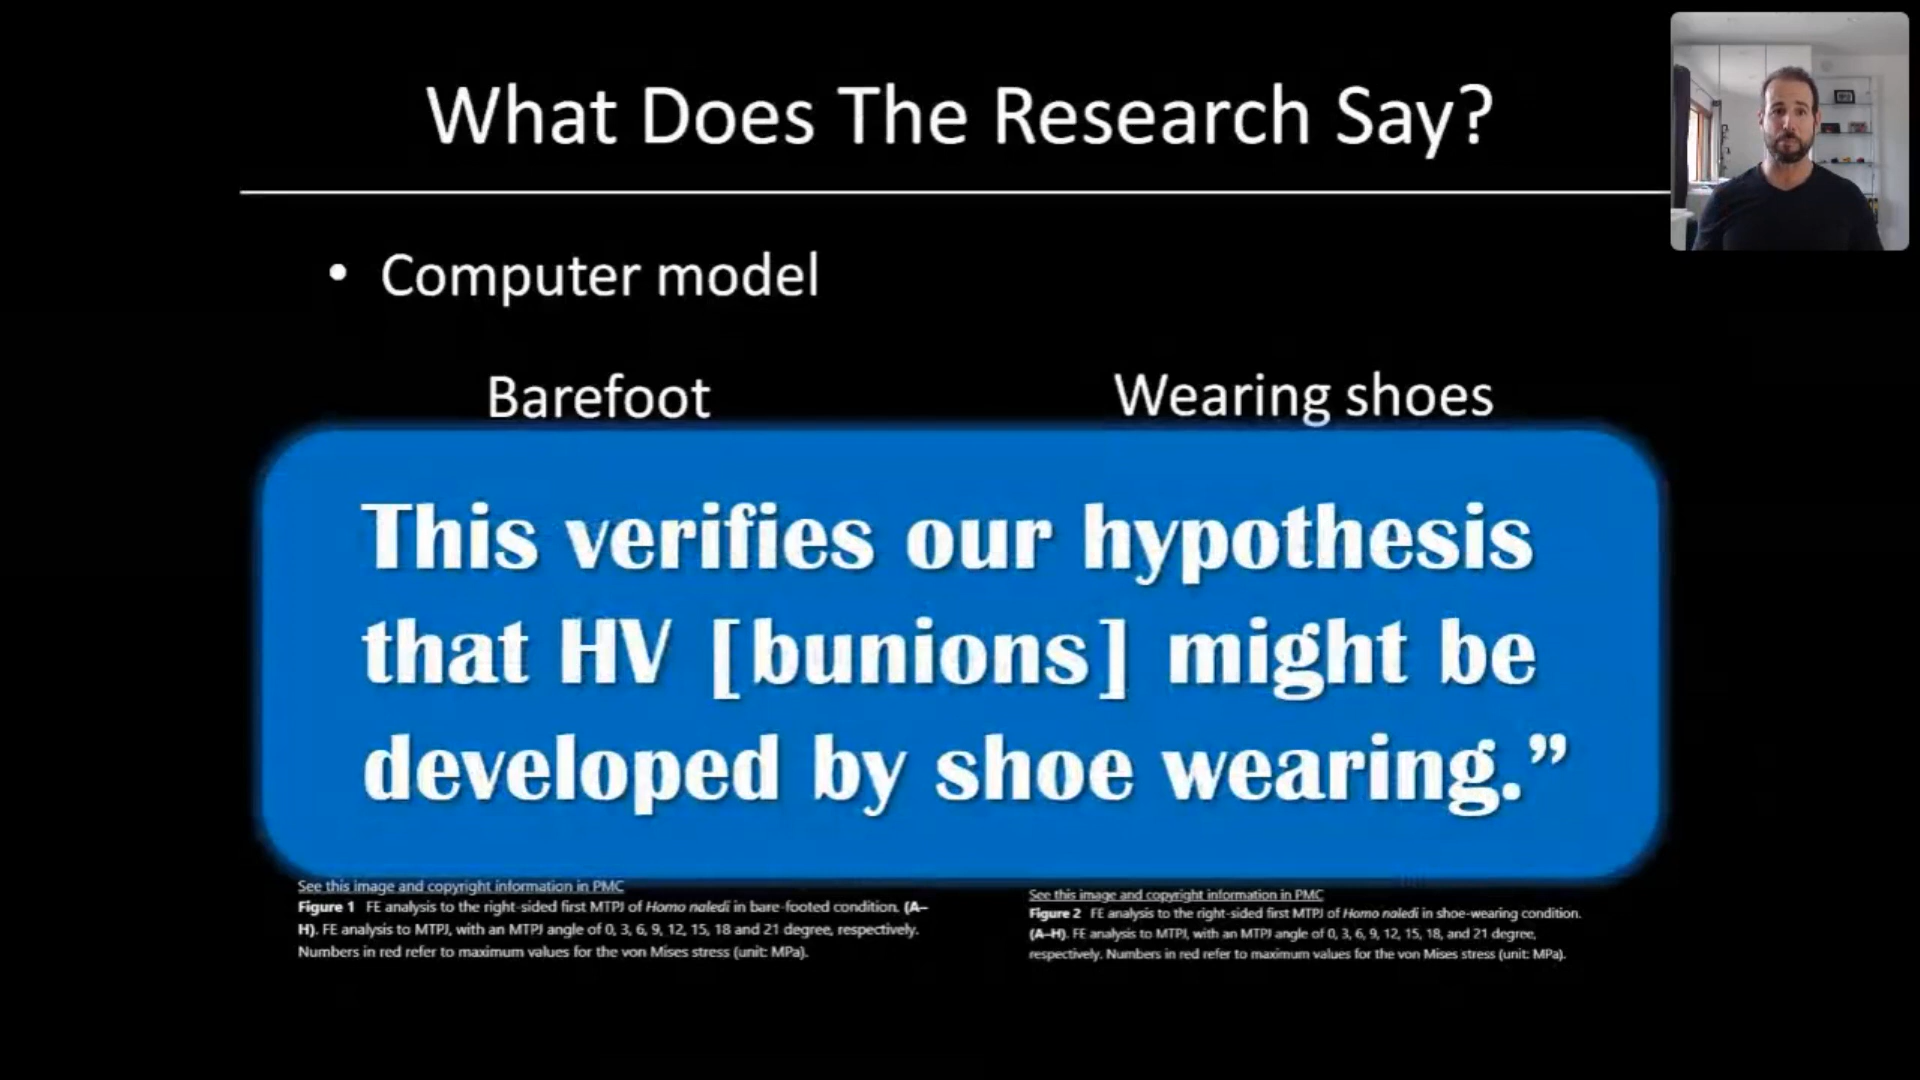 What Does The Research Say?
• Computer model
Barefoot
Wearing shoes
This verifies our hypothesis
that HV [bunions] might be
developed by shoe wearing.”
See this image and copyright information in PMC
Figure 1 FE analysis to the right-sided first MTPJ of Homo naledi in bare-footed condition. (A–
H). FE analysis to MTPJ, with an MTPJ angle of 0, 3, 6, 9, 12, 15, 18 and 21 degree, respectively.
Numbers in red refer to maximum values for the von Mises stress (unit: MPa).
See this image and copyright information in PMC
Figure 2 FE analysis to the right-sided first MTPJ of Homo naledi in shoe-wearing condition.
(A–H). FE analysis to MTPJ, with an MTPJ angle of 0, 3, 6, 9, 12, 15, 18, and 21 degree,
respectively. Numbers in red refer to maximum values for the von Mises stress (unit: MPa).